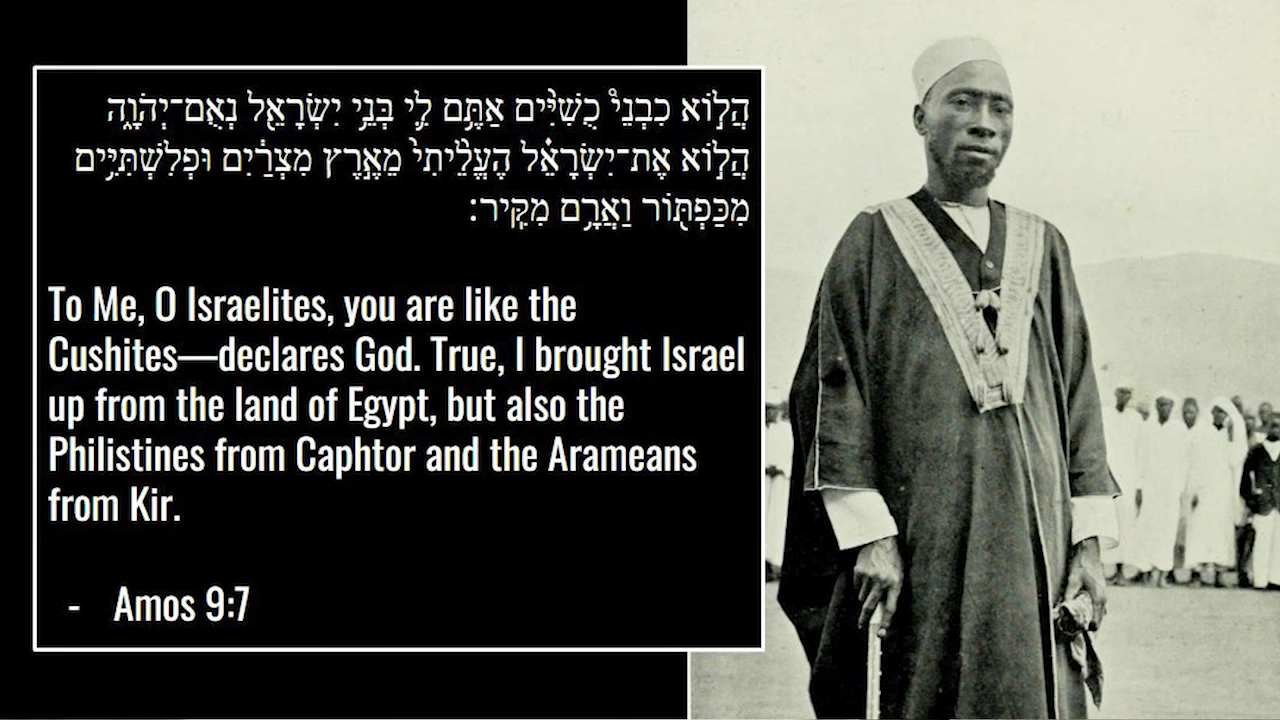 הֲל֣וֹא כִבְנֵי֩ כֻשִׁיִּ֨ים אַתֶּ֥ם לִ֛י בְּנֵ֥י יִשְׂרָאֵ֖ל נְאֻם־יְהֹוָ֑ה
הֲל֣וֹא אֶת־יִשְׂרָאֵ֗ל הֶעֱלֵ֙יתִי֙ מֵאֶ֣רֶץ מִצְרַ֔יִם וּפְלִשְׁתִּיִּ֥ים
מִכַּפְתּ֖וֹר וַאֲרָ֥ם מִקִּֽיר׃
To Me, O Israelites, you are like the
Cushites—declares God. True, I brought Israel
up from the land of Egypt, but also the
Philistines from Caphtor and the Arameans
from Kir.
- Amos 9:7